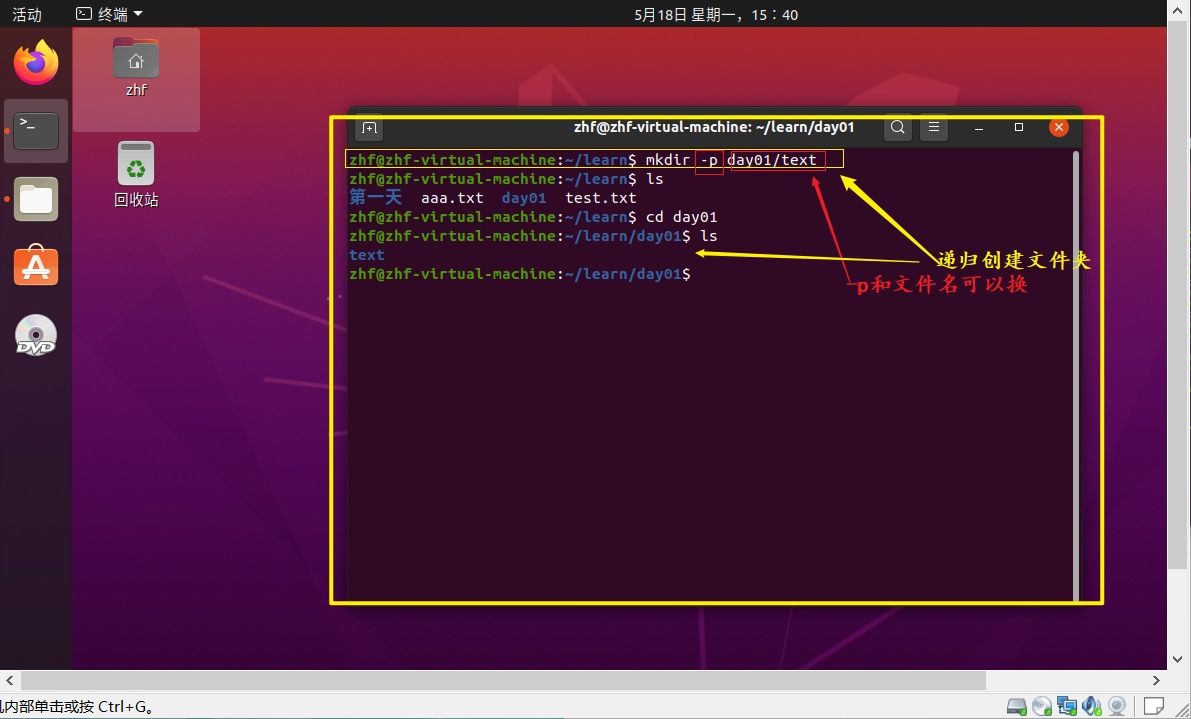 活动
终端
5月18日 星期一，15：40
zhf
回收站
DVD
zhf@zhf-virtual-machine: ~/learn/day01
zhf@zhf-virtual-machine:~/learn$ mkdir -p day01/text
zhf@zhf-virtual-machine:~/learn$ ls
第一天 aaa.txt day01 test.txt
zhf@zhf-virtual-machine:~/learn$ cd day01
zhf@zhf-virtual-machine:~/learn/day01$ ls
text
zhf@zhf-virtual-machine:~/learn/day01$
递归创建文件夹
-p和文件名可以换
内部单击或按 Ctrl+G。